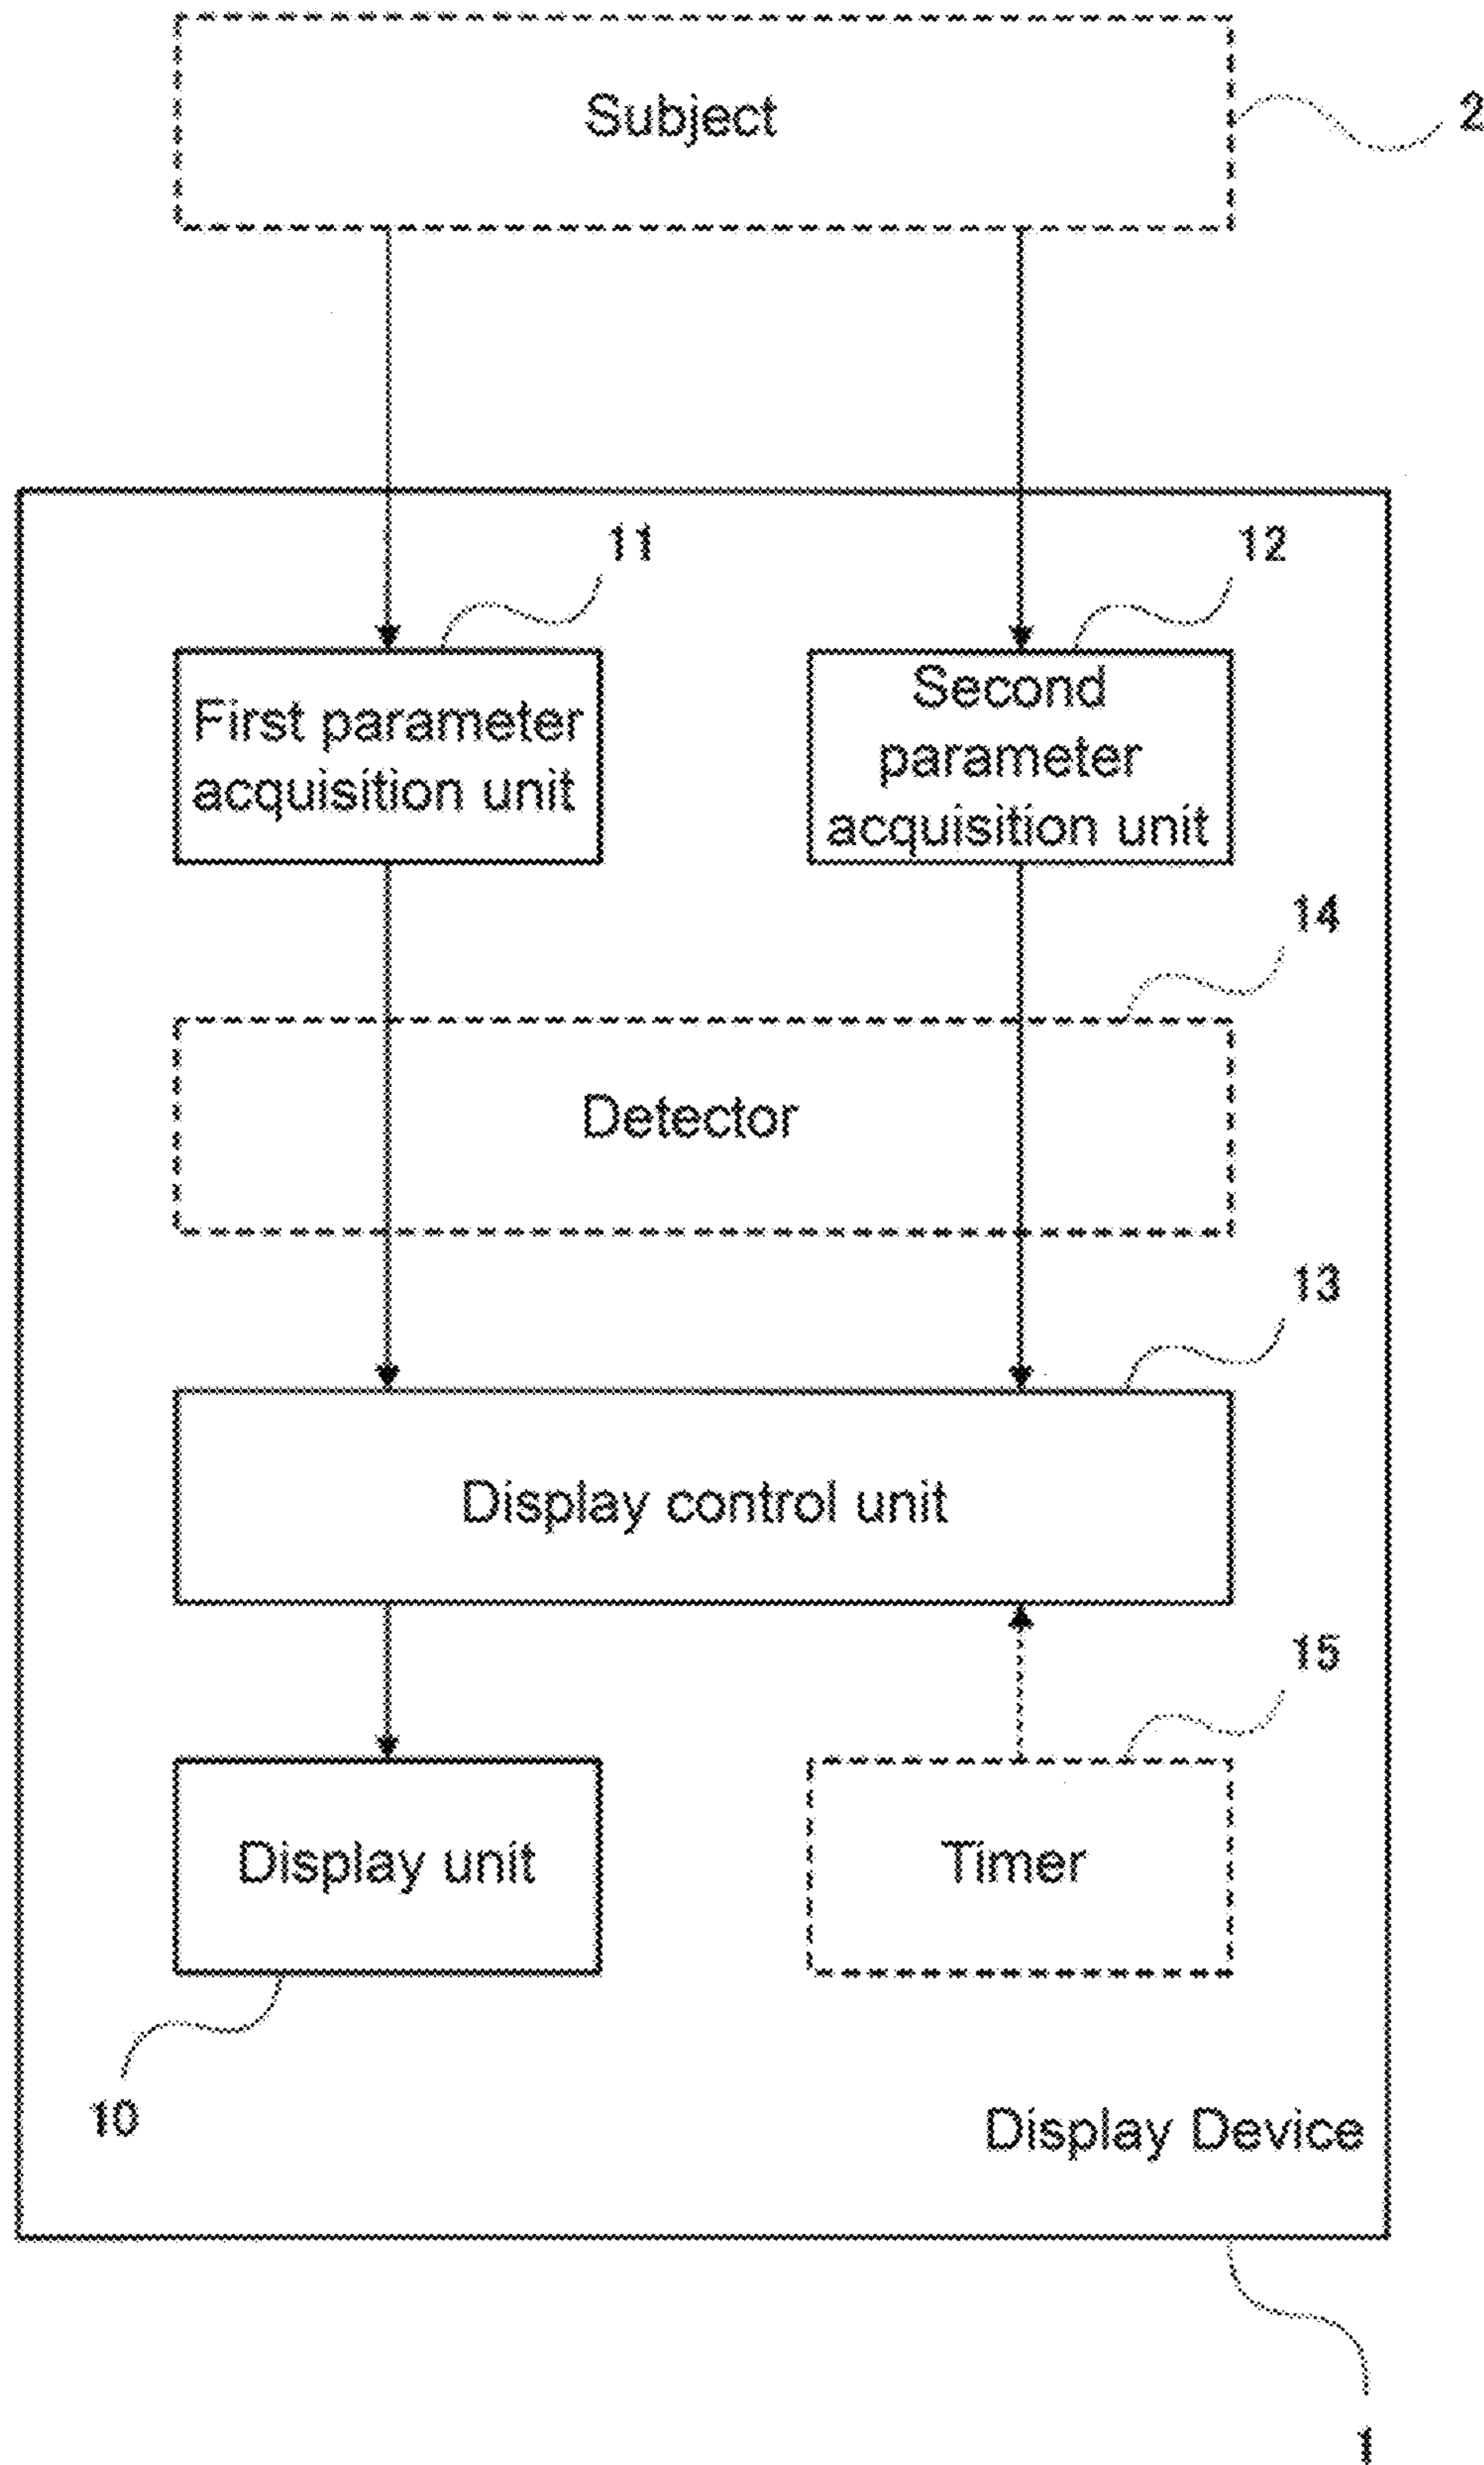 Subject
2
11
12
First parameter
acquisition unit
Second
parameter
acquisition unit
14
Detector
13
Display control unit
15
Display unit
Timer
10
Display Device
1